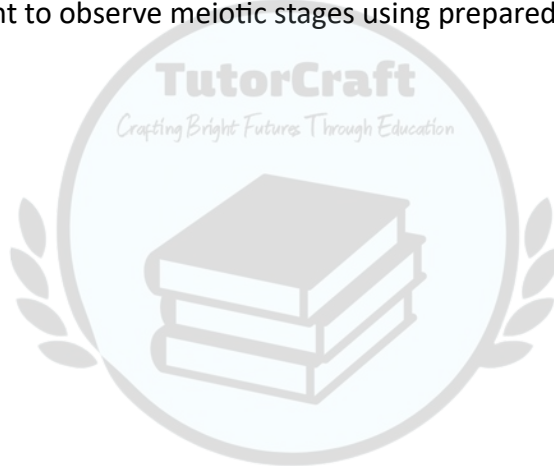 nt to observe meiotic stages using prepared
TutorCraft
Crafting Bright Futures Through Education